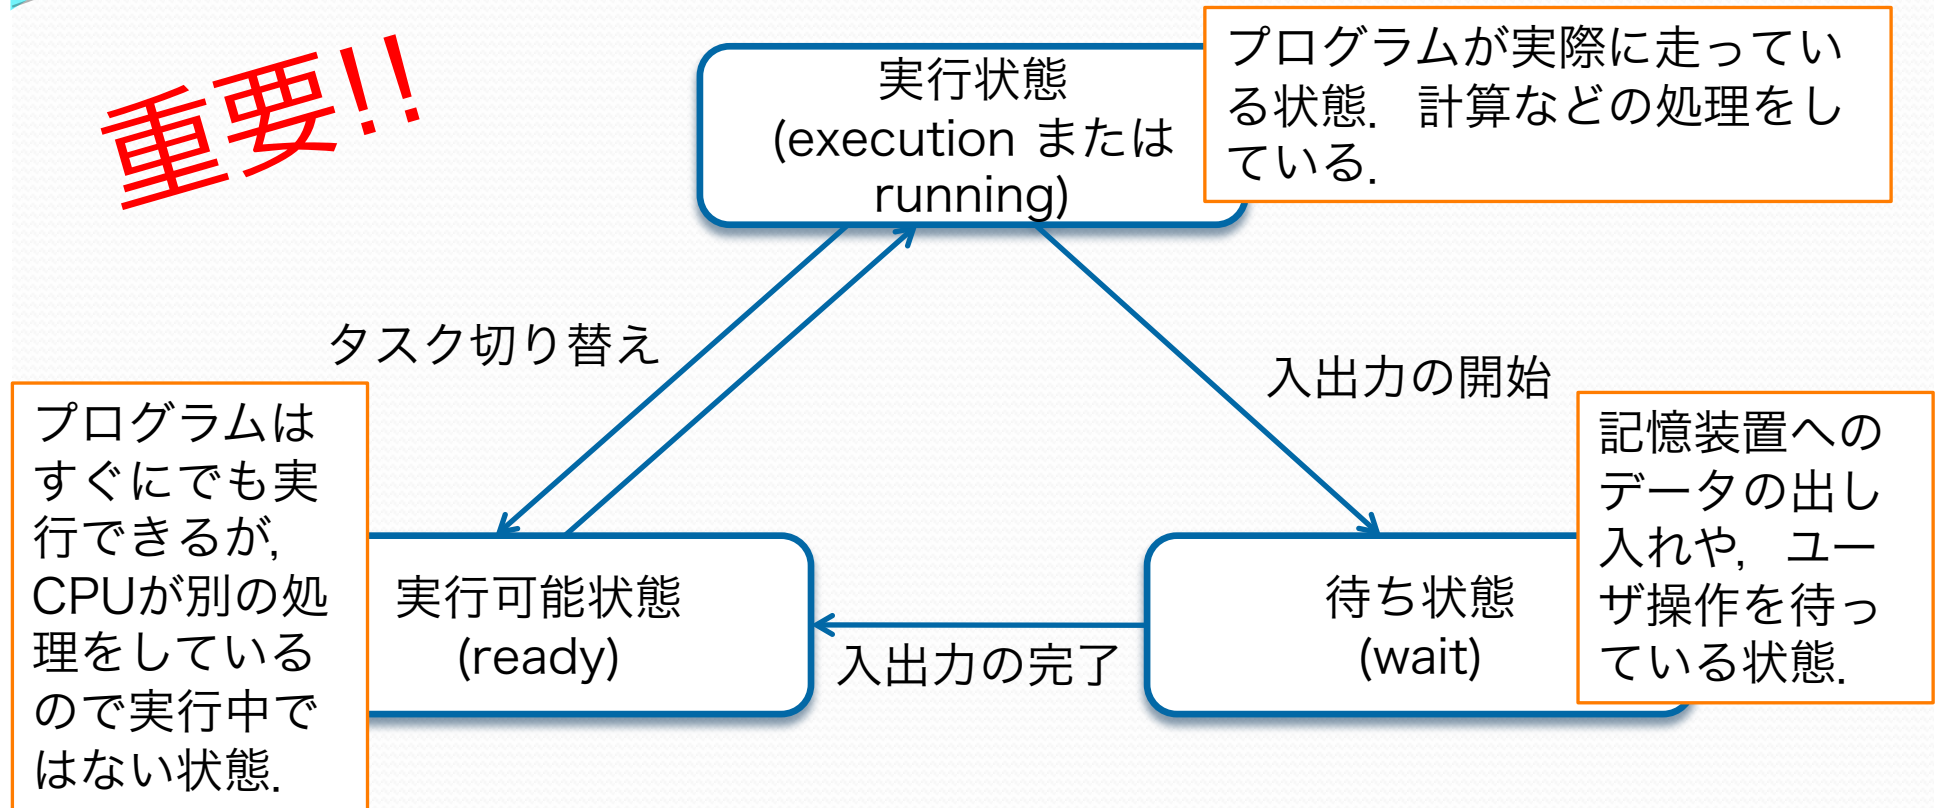 重要!!
実行状態
(execution または
running)
プログラムが実際に走ってい
る状態. 計算などの処理をし
ている.
タスク切り替え
入出力の開始
プログラムは
すぐにでも実
行できるが,
CPUが別の処
理をしている
ので実行中で
はない状態.
実行可能状態
(ready)
入出力の完了
待ち状態
(wait)
記憶装置への
データの出し
入れや, ユー
ザ操作を待っ
ている状態.